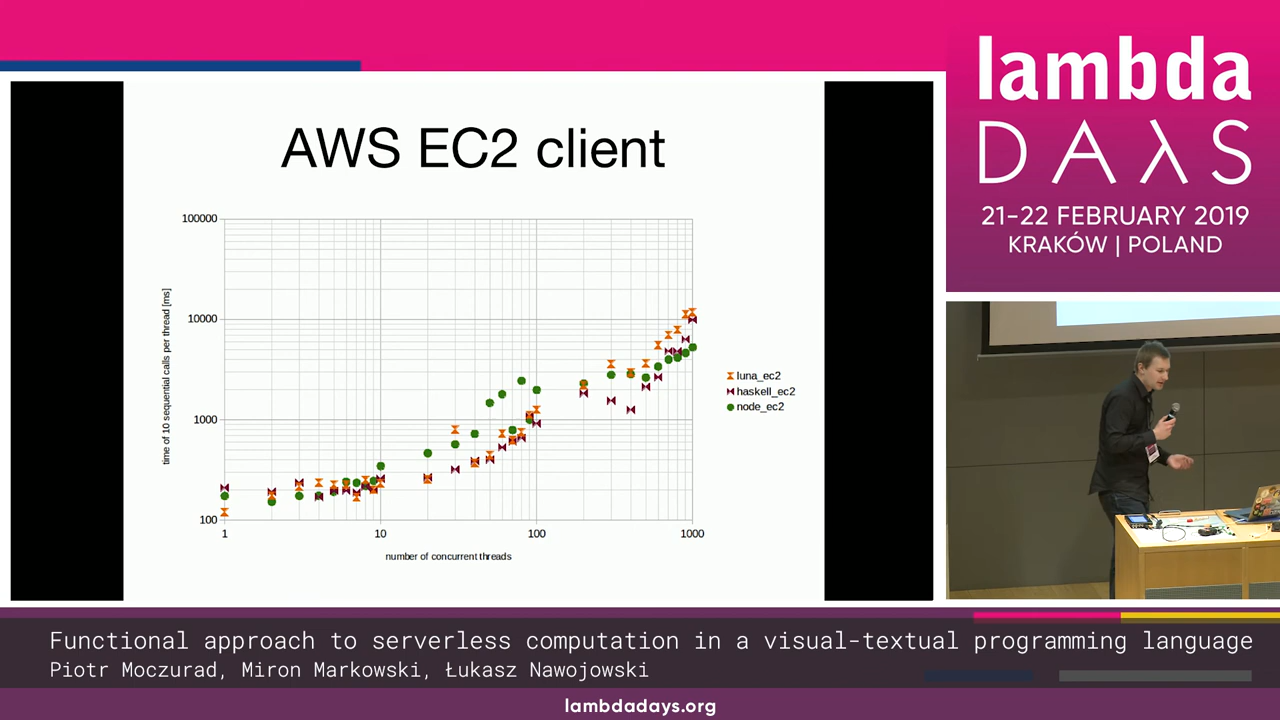 lambda
DAλS
21–22 FEBRUARY 2019
KRAKÓW | POLAND
AWS EC2 client
100000
10000
1000
100
time of 10 sequential calls per thread [ms]
1 10 100 1000
number of concurrent threads
luna_ec2
haskell_ec2
node_ec2
Functional approach to serverless computation in a visual-textual programming language
Piotr Moczurad, Miron Markowski, Łukasz Nawojowski
lambdadays.org